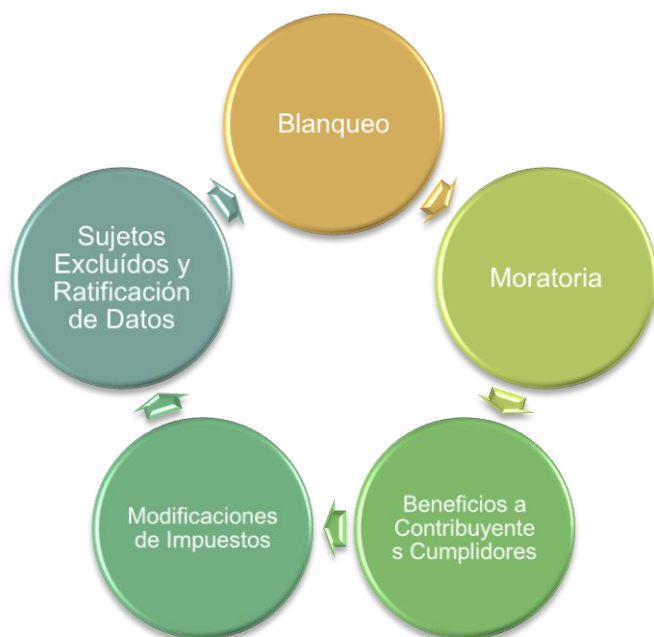 Blanqueo
Moratoria
Beneficios a
Contribuyente
s Cumplidores
Modificaciones
de Impuestos
Sujetos
Excluídos y
Ratificación
de Datos